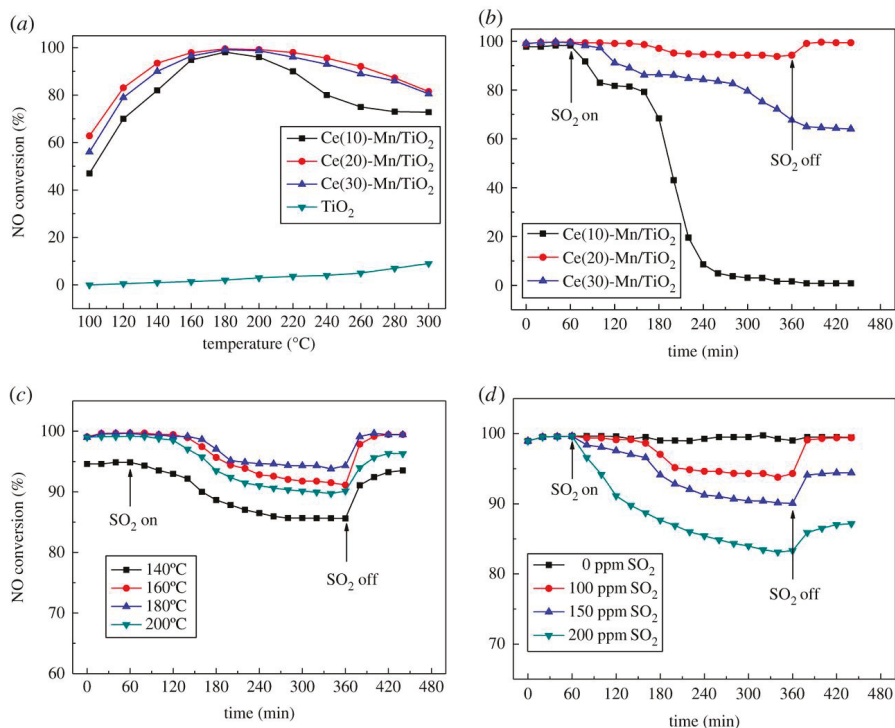 (a)
100
80
60
40
20
0
NO conversion (%)
Ce(10)-Mn/TiO2
Ce(20)-Mn/TiO2
Ce(30)-Mn/TiO2
TiO2
100 120 140 160 180 200 220 240 260 280 300
temperature (°C)
(b)
100
80
60
40
20
0
SO2 on
SO2 off
Ce(10)-Mn/TiO2
Ce(20)-Mn/TiO2
Ce(30)-Mn/TiO2
0 60 120 180 240 300 360 420 480
time (min)
(c)
100
90
80
70
60
NO conversion (%)
SO2 on
SO2 off
140ºC
160ºC
180ºC
200ºC
0 60 120 180 240 300 360 420 480
time (min)
(d)
100
90
80
70
SO2 on
SO2 off
0 ppm SO2
100 ppm SO2
150 ppm SO2
200 ppm SO2
0 60 120 180 240 300 360 420 480
time (min)